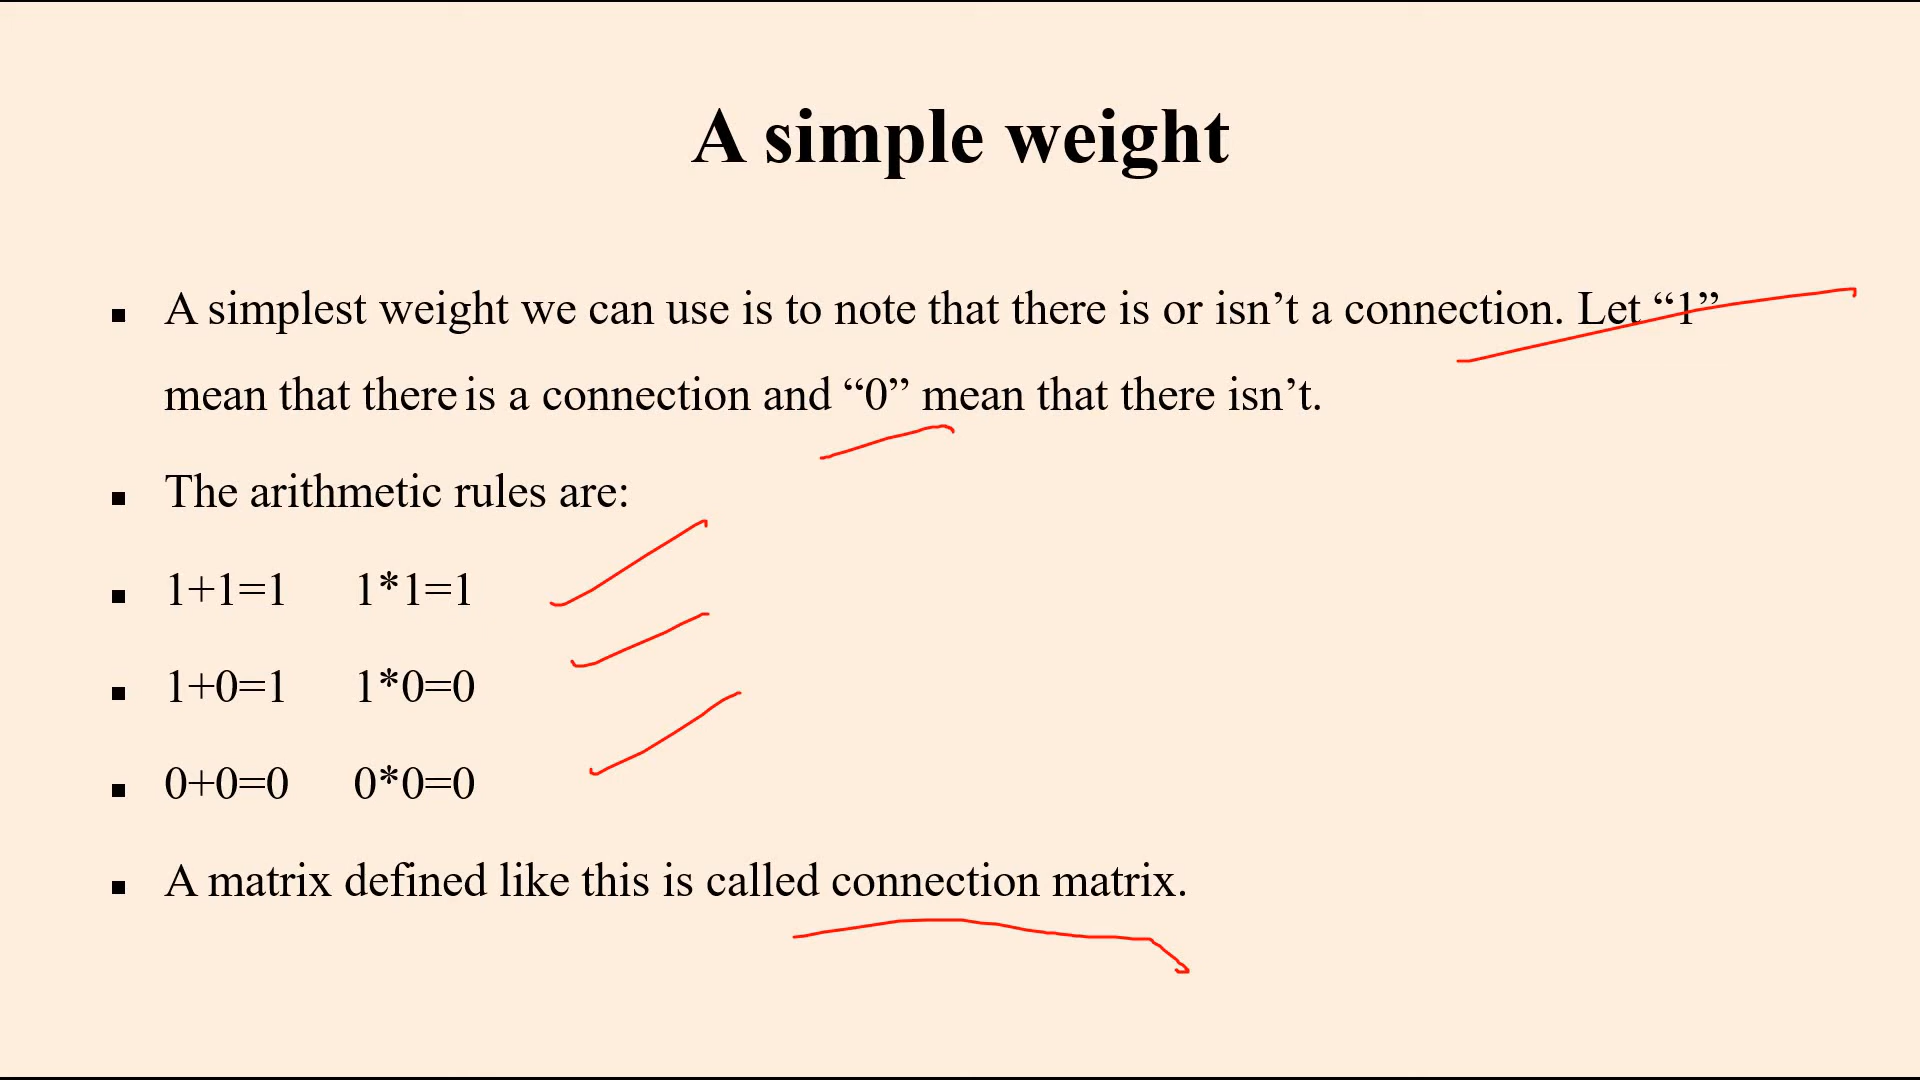 A simple weight
A simplest weight we can use is to note that there is or isn’t a connection. Let “1”
mean that there is a connection and “0” mean that there isn’t.
The arithmetic rules are:
1+1=1 1*1=1
1+0=1 1*0=0
0+0=0 0*0=0
A matrix defined like this is called connection matrix.